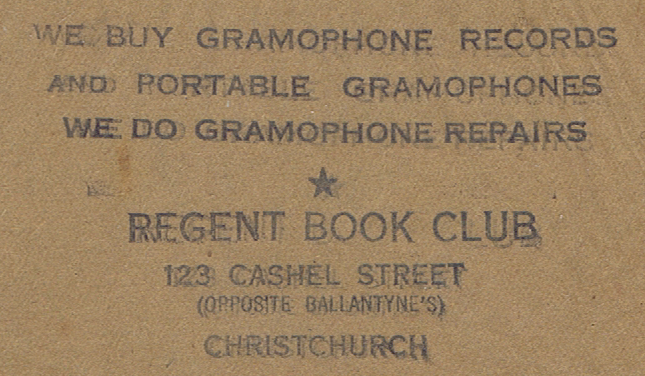 WE BUY GRAMOPHONE RECORDS
AND PORTABLE GRAMOPHONES
WE DO GRAMOPHONE REPAIRS
★
REGENT BOOK CLUB
123 CASHEL STREET
(OPPOSITE BALLANTYNE'S)
CHRISTCHURCH